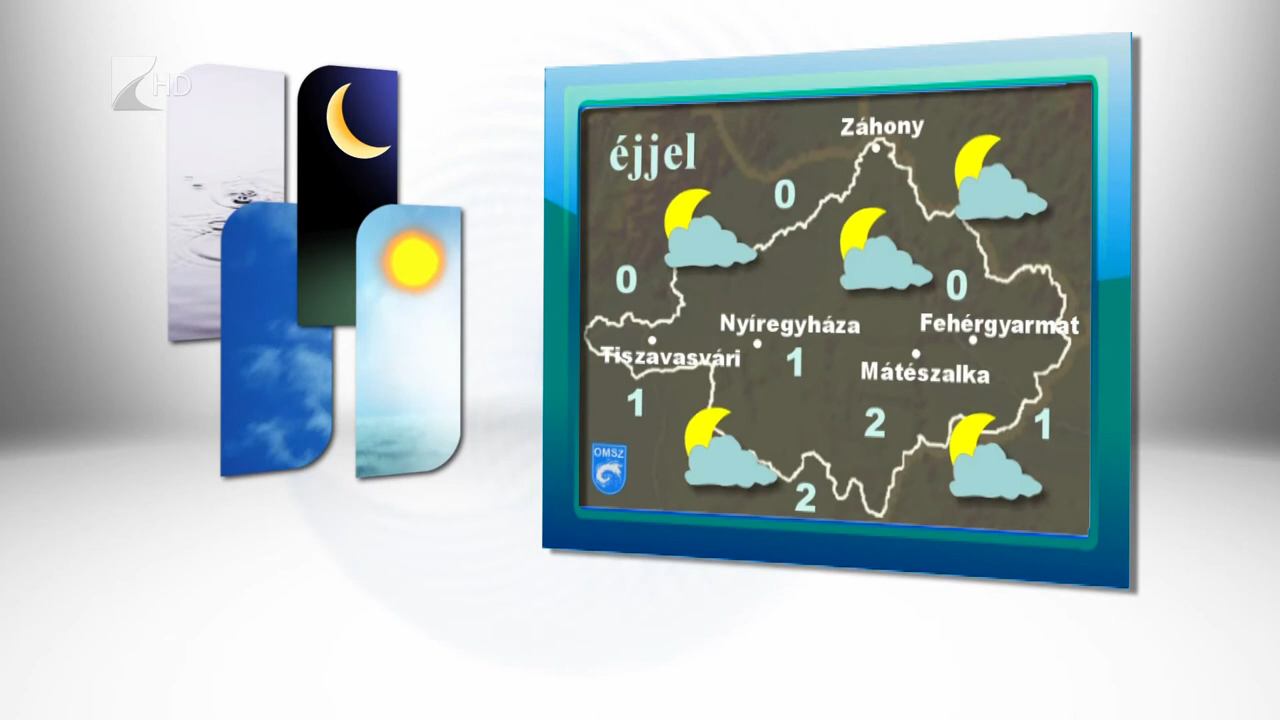 HD
éjjel
Záhony
0
0
0
Nyíregyháza
Fehérgyarmat
Tiszavasvári
1
Mátészalka
1
2
1
OMSZ
2